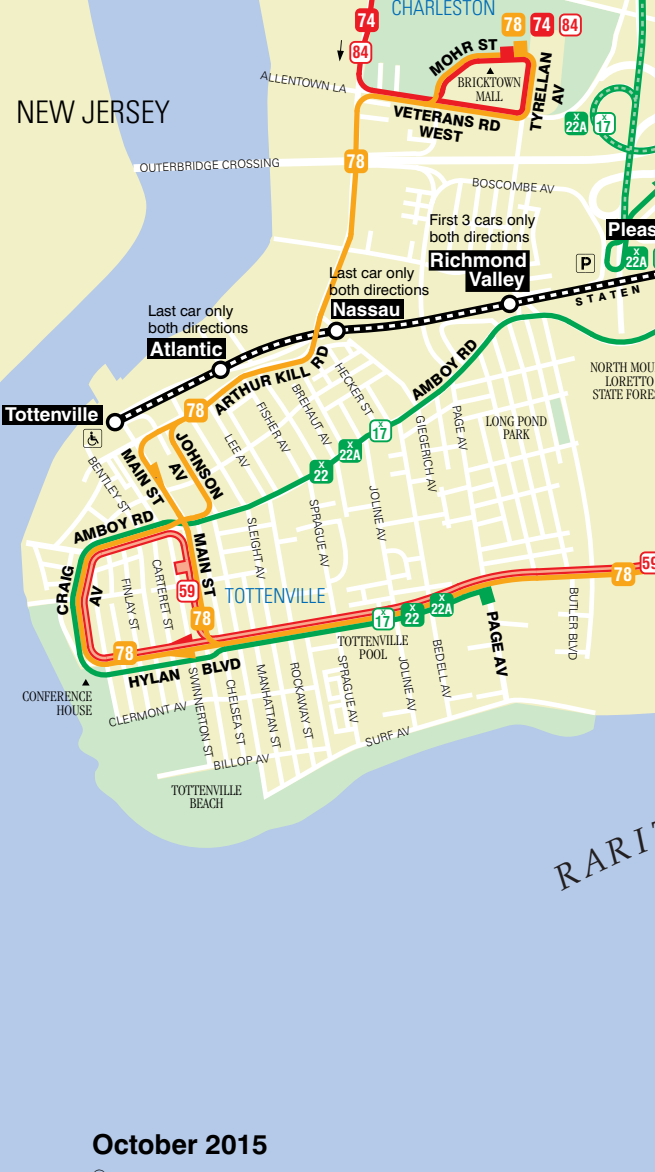 CHARLESTON
74
84
78 74 84
MOHR ST
BRICKTOWN
MALL
TYRELLAN
AV
ALLENTOWN LA
VETERANS RD
WEST
NEW JERSEY
X
22A
X
17
78
OUTERBRIDGE CROSSING
BOSCOMBE AV
First 3 cars only
both directions
Richmond
Valley
P
X
22A
STATEN
Last car only
both directions
Nassau
Last car only
both directions
Atlantic
ARTHUR KILL RD
AMBOY RD
LORETTO
STATE FORES
Tottenville
78
HECKER ST
BREHAUT AV
FISHER AV
LEE AV
GIEGERICH AV
PAGE AV
LONG POND
PARK
X
17
X
22A
X
22
JOHNSON
AV
MAIN ST
BENTLEY ST
AMBOY RD
SLEIGHT AV
SPRAGUE AV
JOLINE AV
CRAIG
AV
FINLAY ST
CARTERET ST
MAIN ST
59
TOTTENVILLE
78
59
78
BUTLER BLVD
X
17
X
22
X
22A
PAGE AV
78
TOTTENVILLE
POOL
HYLAN BLVD
CONFERENCE
HOUSE
CLERMONT AV
SWINNERTON ST
CHELSEA ST
MANHATTAN ST
ROCKAWAY ST
SPRAGUE AV
JOLINE AV
BEDELL AV
SURF AV
BILLOP AV
TOTTENVILLE
BEACH
October 2015